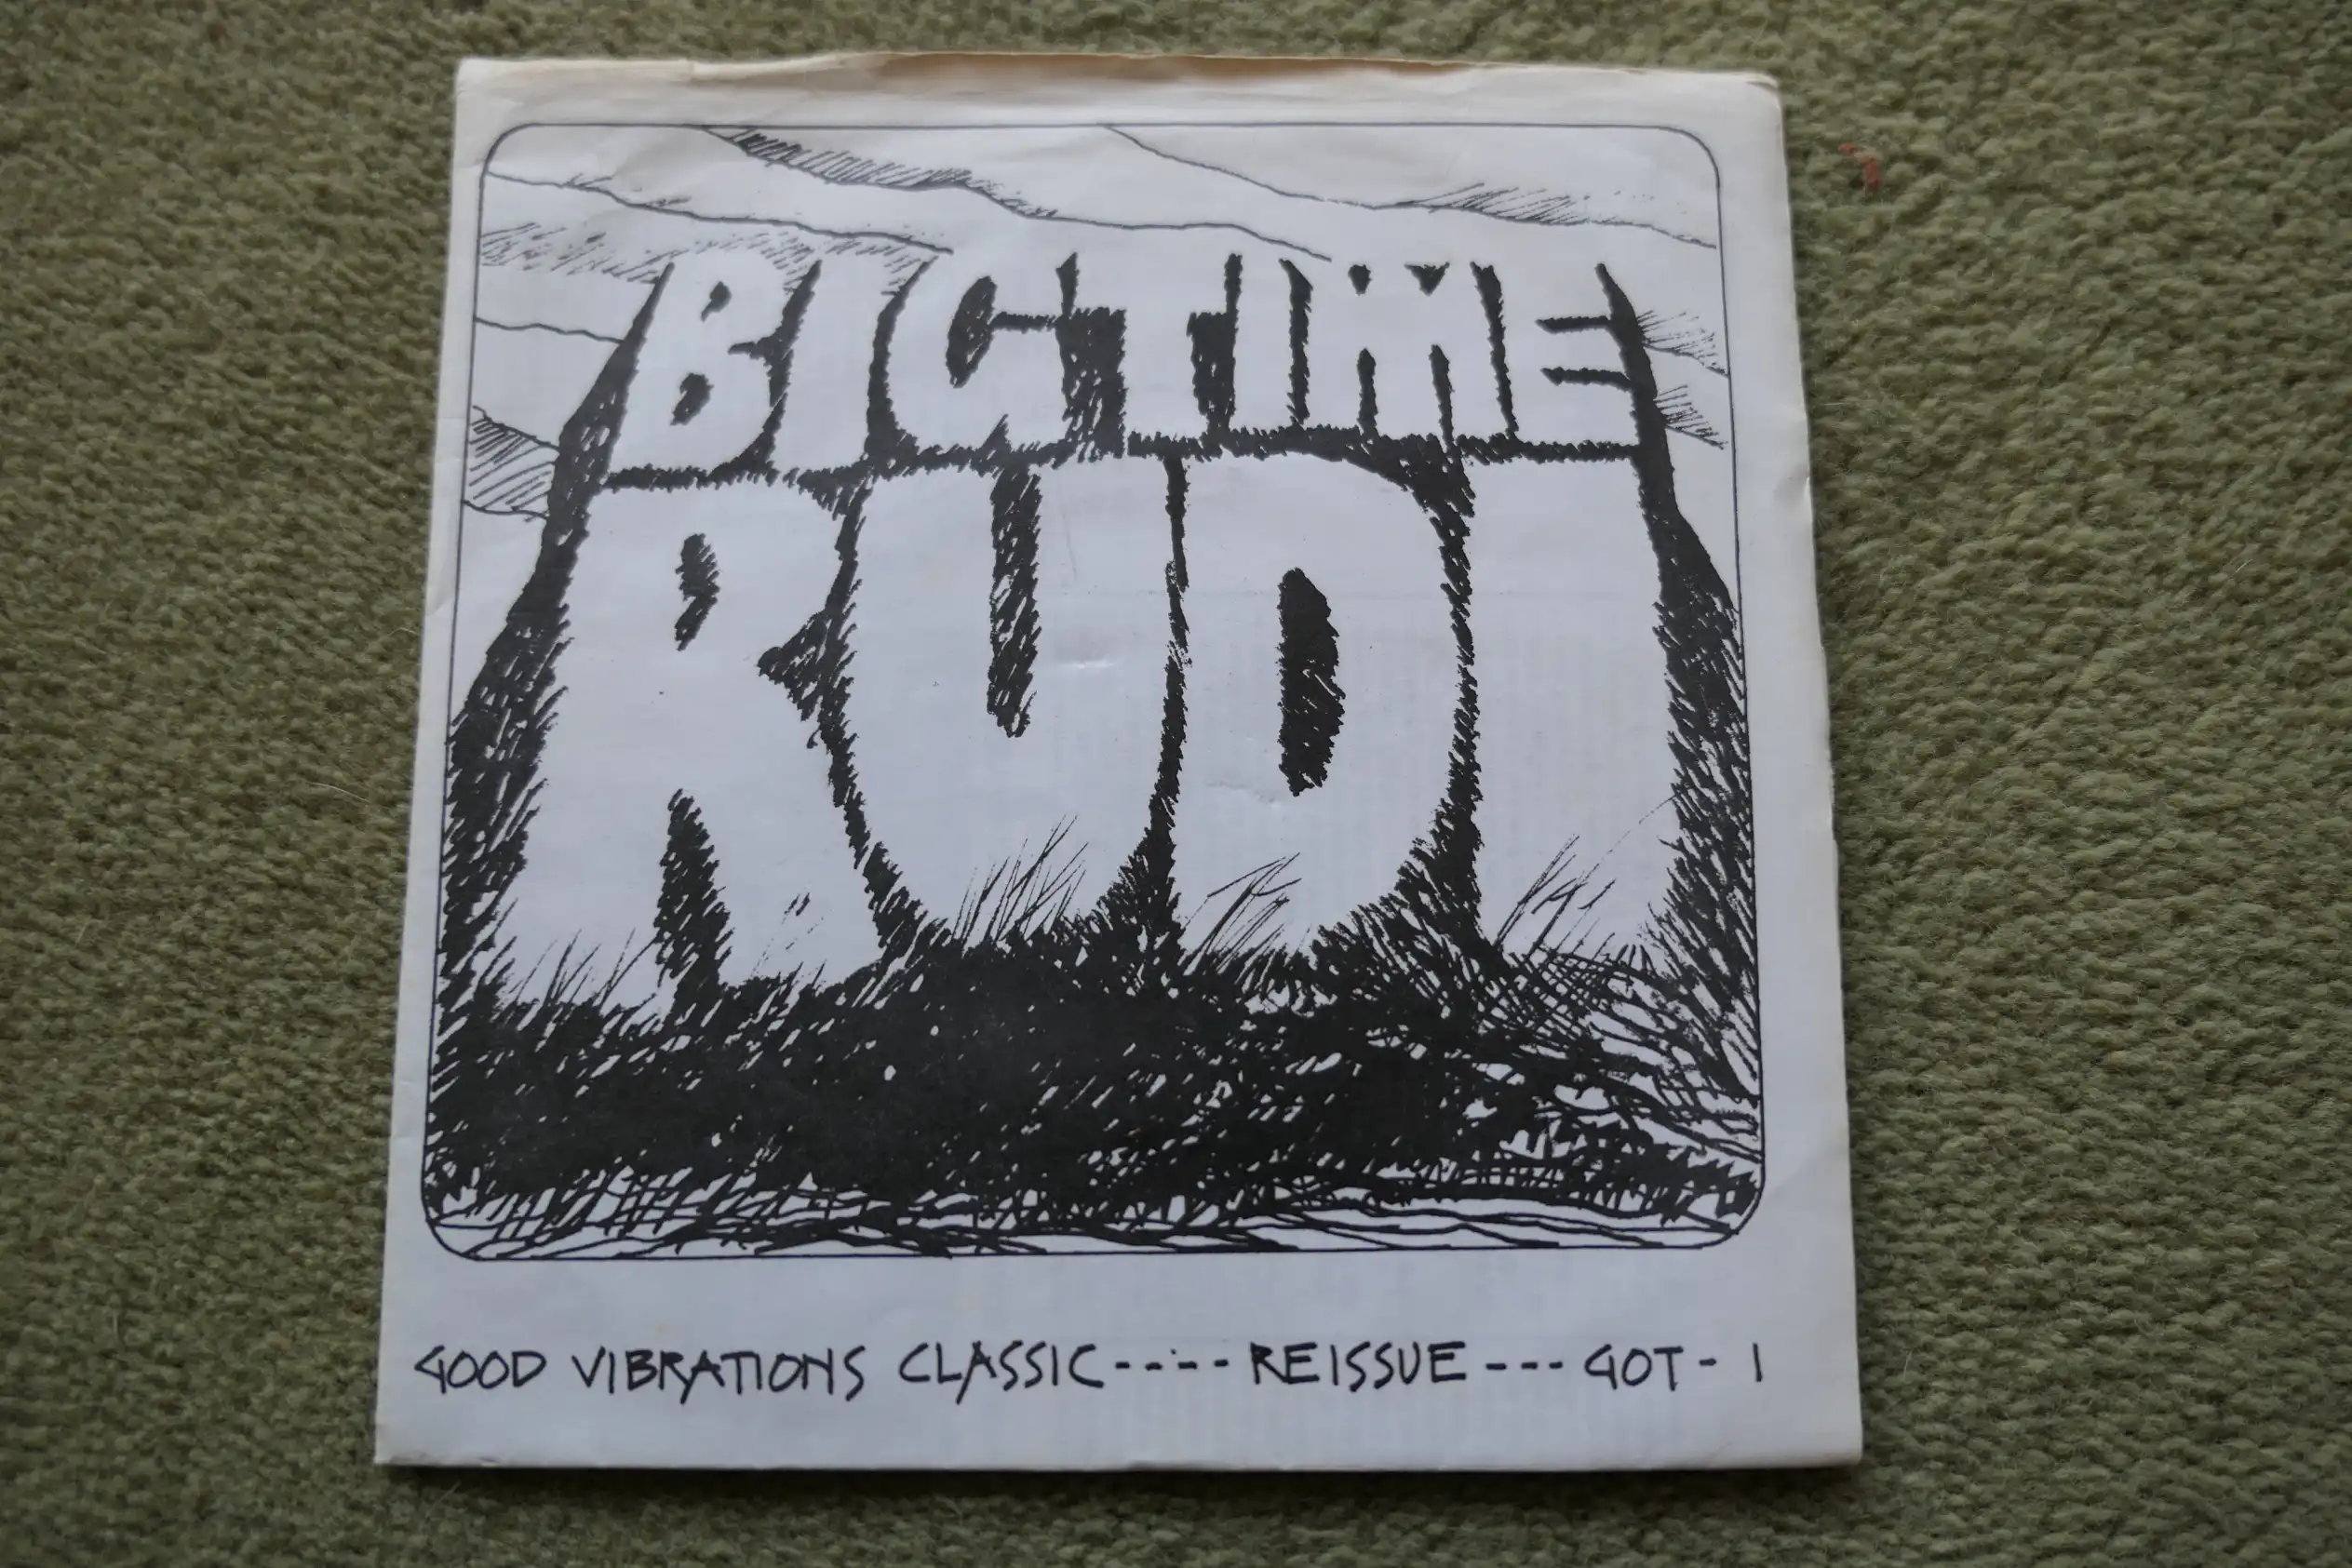 BIG TIME
RUDI
GOOD VIBRATIONS CLASSIC----- REISSUE --- GOT - 1